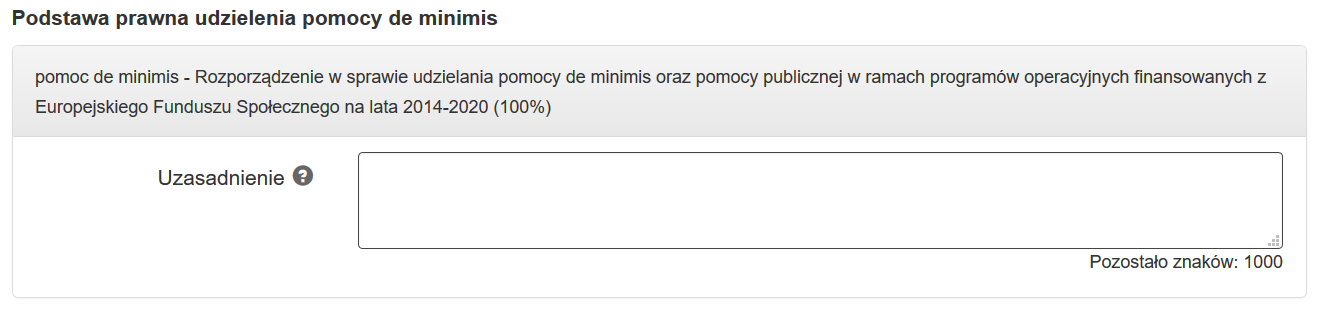 Podstawa prawna udzielenia pomocy de minimis
pomoc de minimis - Rozporządzenie w sprawie udzielania pomocy de minimis oraz pomocy publicznej w ramach programów operacyjnych finansowanych z
Europejskiego Funduszu Społecznego na lata 2014-2020 (100%)
Uzasadnienie ?
Pozostało znaków: 1000